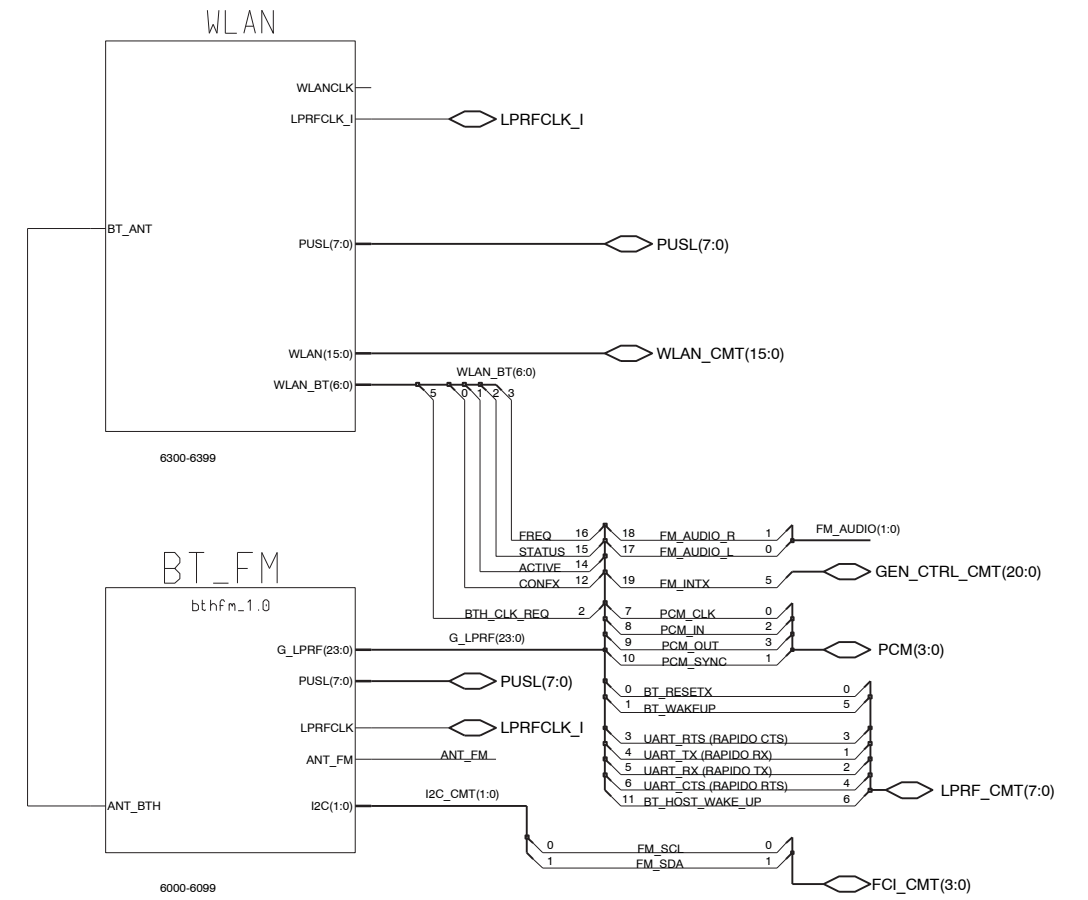 WLAN
WLANCLK
LPRFCLK_I LPRFCLK_I
BT_ANT
PUSL(7:0) PUSL(7:0)
WLAN(15:0) WLAN_CMT(15:0)
WLAN_BT(6:0) WLAN_BT(6:0)
5 0 1 2 3
6300-6399
FREQ 16 18 FM_AUDIO_R 1 FM_AUDIO(1:0)
STATUS 15 17 FM_AUDIO_L 0
ACTIVE 14
CONFX 12 19 FM_INTX 5 GEN_CTRL_CMT(20:0)
BT_FM
bthfm_1.0
BTH_CLK_REQ 2 7 PCM_CLK 0
8 PCM_IN 2
G_LPRF(23:0) G_LPRF(23:0) 9 PCM_OUT 3 PCM(3:0)
10 PCM_SYNC 1
PUSL(7:0) PUSL(7:0)
0 BT_RESETX 0
1 BT_WAKEUP 5
LPRFCLK LPRFCLK_I
3 UART_RTS (RAPIDO CTS) 3
ANT_FM ANT_FM 4 UART_TX (RAPIDO RX) 1
5 UART_RX (RAPIDO TX) 2
6 UART_CTS (RAPIDO RTS) 4 LPRF_CMT(7:0)
ANT_BTH I2C(1:0) I2C_CMT(1:0) 11 BT_HOST_WAKE_UP 6
0 FM_SCL 0
1 FM_SDA 1
6000-6099 FCI_CMT(3:0)